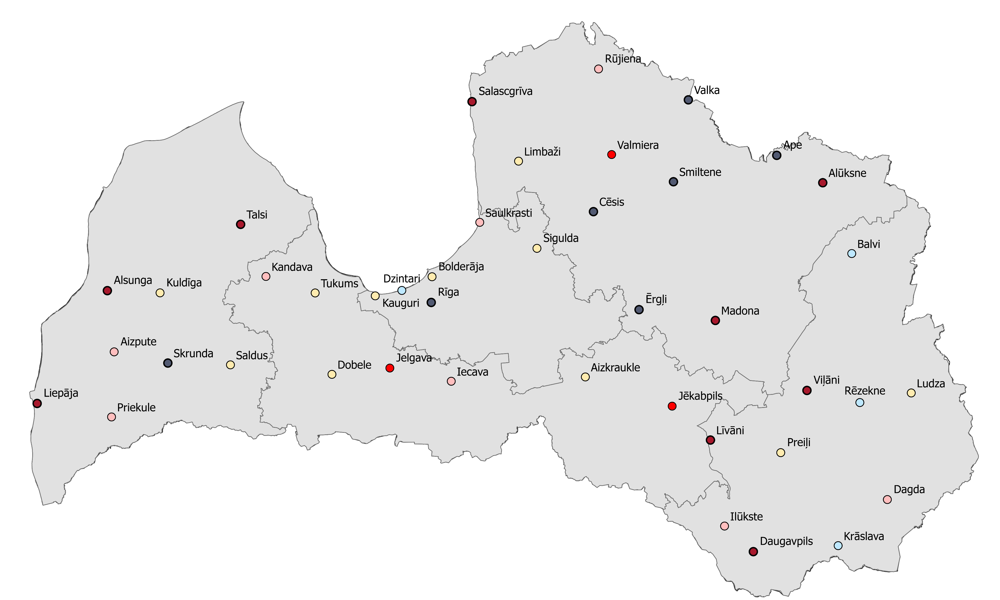 Rūjiena
Salascgrīva
Valka
Valmiera
Ape
Limbaži
Smiltene
Alūksne
Cēsis
Saulkrasti
Talsi
Sigulda
Balvi
Kandava
Bolderāja
Dzintari
Alsunga
Kuldīga
Tukums
Rīga
Kauguri
Ērgļi
Madona
Aizpute
Skrunda
Saldus
Jelgava
Dobele
Aizkraukle
Iecava
Viļāni
Ludza
Rēzekne
Liepāja
Jēkabpils
Priekule
Līvāni
Preiļi
Dagda
Ilūkste
Krāslava
Daugavpils